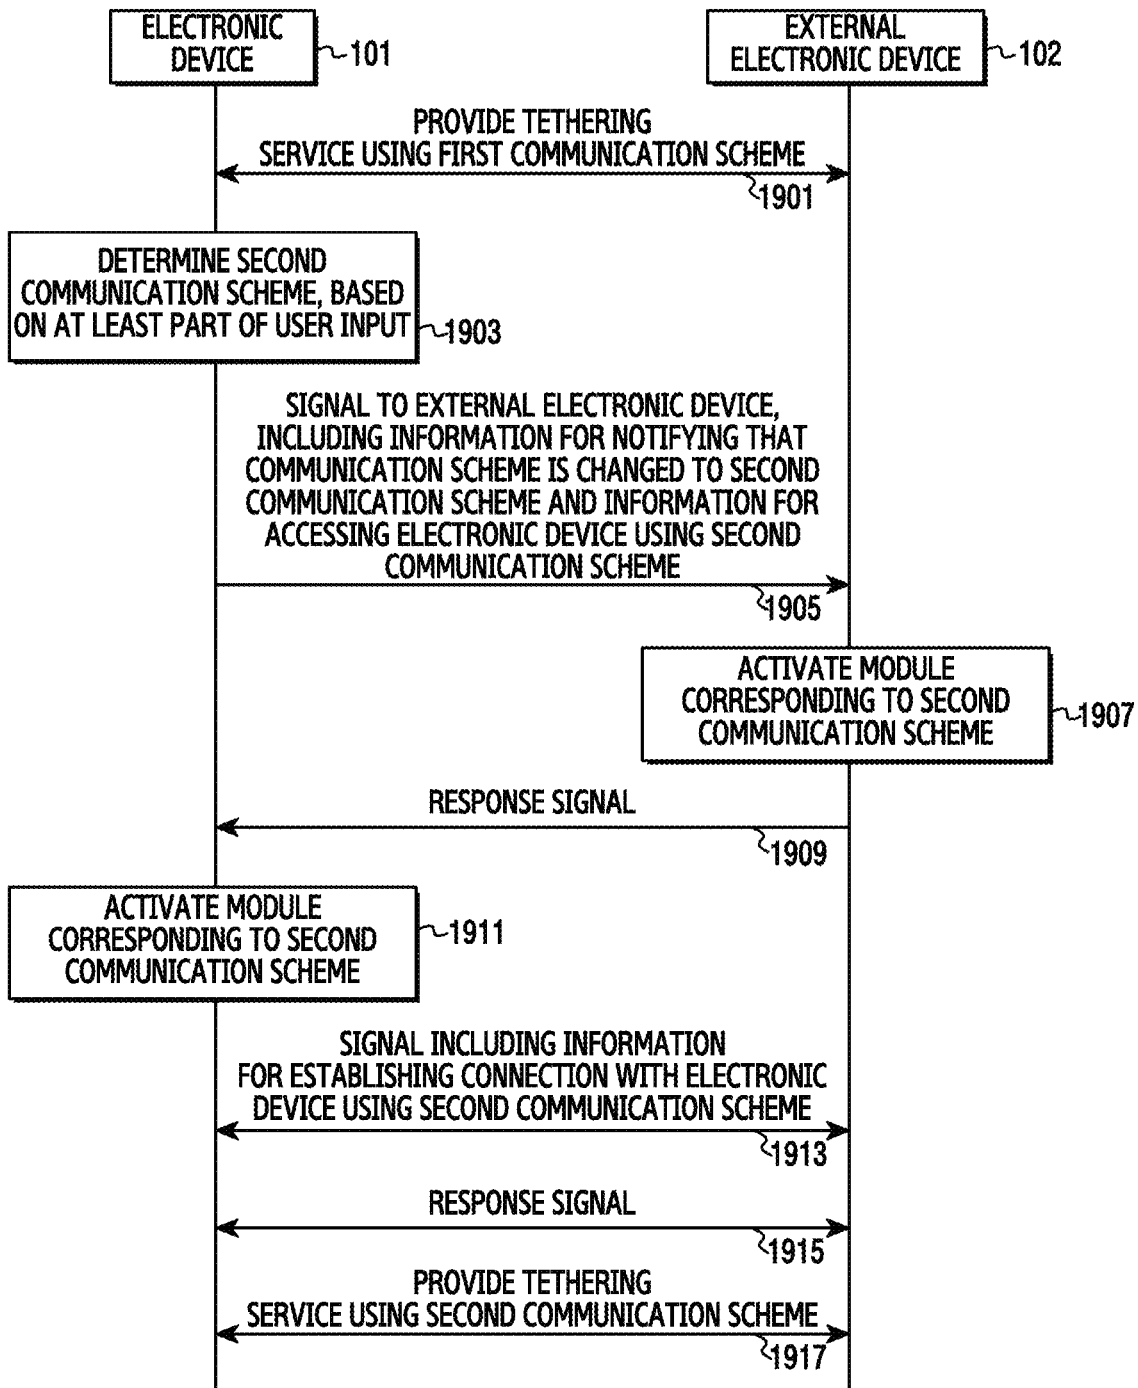 ELECTRONIC
DEVICE
101
EXTERNAL
ELECTRONIC DEVICE
102
PROVIDE TETHERING
SERVICE USING FIRST COMMUNICATION SCHEME
1901
DETERMINE SECOND
COMMUNICATION SCHEME, BASED
ON AT LEAST PART OF USER INPUT
1903
SIGNAL TO EXTERNAL ELECTRONIC DEVICE,
INCLUDING INFORMATION FOR NOTIFYING THAT
COMMUNICATION SCHEME IS CHANGED TO SECOND
COMMUNICATION SCHEME AND INFORMATION FOR
ACCESSING ELECTRONIC DEVICE USING SECOND
COMMUNICATION SCHEME
1905
ACTIVATE MODULE
CORRESPONDING TO SECOND
COMMUNICATION SCHEME
1907
RESPONSE SIGNAL
1909
ACTIVATE MODULE
CORRESPONDING TO SECOND
COMMUNICATION SCHEME
1911
SIGNAL INCLUDING INFORMATION
FOR ESTABLISHING CONNECTION WITH ELECTRONIC
DEVICE USING SECOND COMMUNICATION SCHEME
1913
RESPONSE SIGNAL
1915
PROVIDE TETHERING
SERVICE USING SECOND COMMUNICATION SCHEME
1917